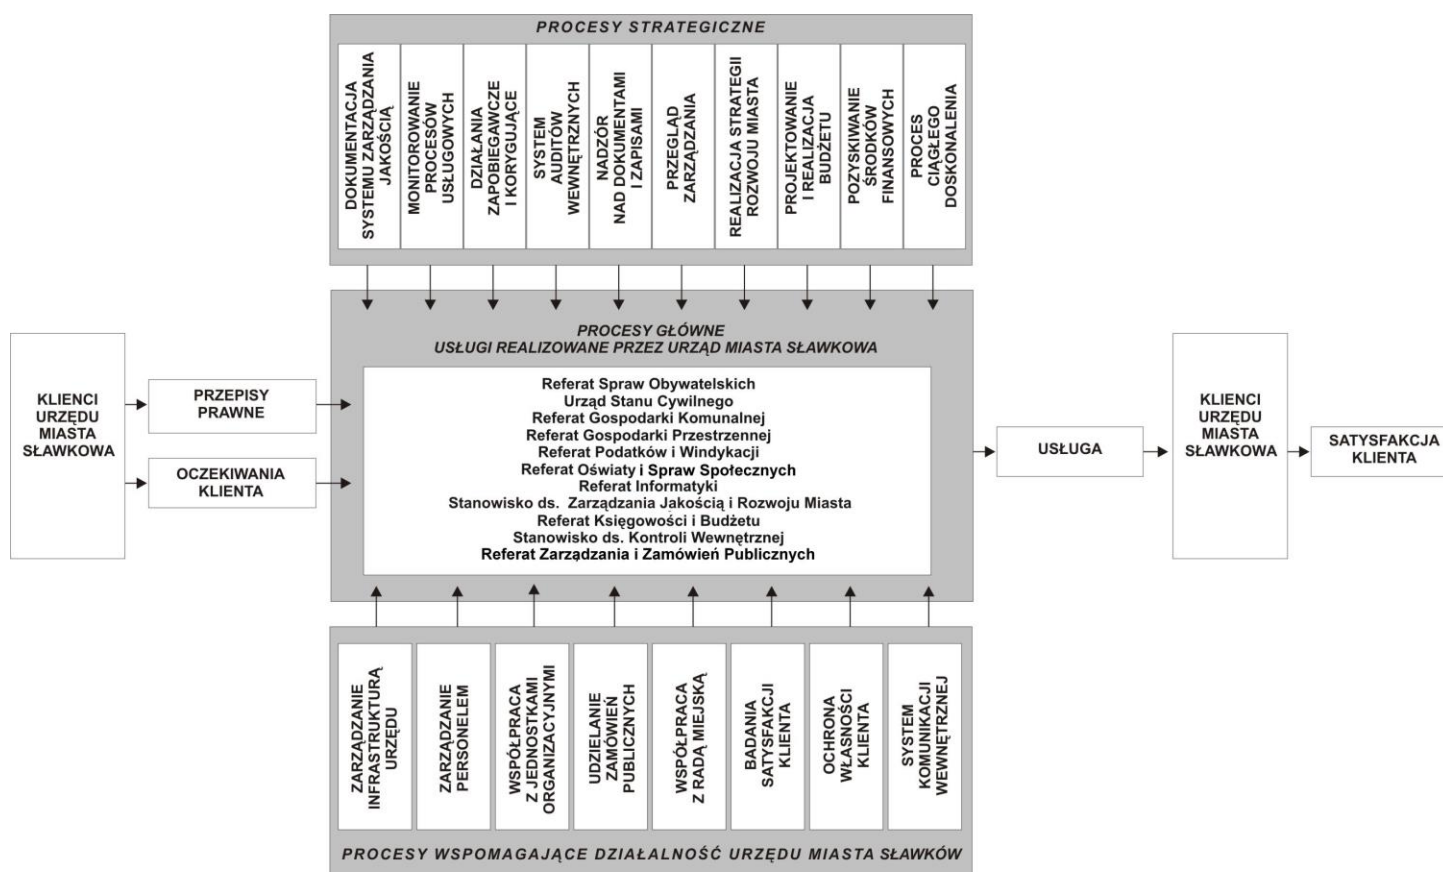 PROCESY STRATEGICZNE
DOKUMENTACJA
SYSTEMU ZARZĄDZANIA
JAKOŚCIĄ
MONITOROWANIE
PROCESÓW
USŁUGOWYCH
DZIAŁANIA
ZAPOBIEGAWCZE
I KORYGUJĄCE
SYSTEM
AUDITÓW
WEWNĘTRZNYCH
NADZÓR
NAD DOKUMENTAMI
I ZAPISAMI
PRZEGLĄD
ZARZĄDZANIA
REALIZACJA STRATEGII
ROZWOJU MIASTA
PROJEKTOWANIE
I REALIZACJA
BUDŻETU
POZYSKIWANIE
ŚRODKÓW
FINANSOWYCH
PROCES
CIĄGŁEGO
DOSKONALENIA
KLIENCI
URZĘDU
MIASTA
SŁAWKOWA
PRZEPISY
PRAWNE
OCZEKIWANIA
KLIENTA
PROCESY GŁÓWNE
USŁUGI REALIZOWANE PRZEZ URZĄD MIASTA SŁAWKOWA
Referat Spraw Obywatelskich
Urząd Stanu Cywilnego
Referat Gospodarki Komunalnej
Referat Gospodarki Przestrzennej
Referat Podatków i Windykacji
Referat Oświaty i Spraw Społecznych
Referat Informatyki
Stanowisko ds. Zarządzania Jakością i Rozwoju Miasta
Referat Księgowości i Budżetu
Stanowisko ds. Kontroli Wewnętrznej
Referat Zarządzania i Zamówień Publicznych
USŁUGA
KLIENCI
URZĘDU
MIASTA
SŁAWKOWA
SATYSFAKCJA
KLIENTA
ZARZĄDZANIE
INFRASTRUKTURĄ
URZĘDU
ZARZĄDZANIE
PERSONELEM
WSPÓŁPRACA
Z JEDNOSTKAMI
ORGANIZACYJNYMI
UDZIELANIE
ZAMÓWIEŃ
PUBLICZNYCH
WSPÓŁPRACA
Z RADĄ MIEJSKĄ
BADANIA
SATYSFAKCJI
KLIENTA
OCHRONA
WŁASNOŚCI
KLIENTA
SYSTEM
KOMUNIKACJI
WEWNĘTRZNEJ
PROCESY WSPOMAGAJĄCE DZIAŁALNOŚĆ URZĘDU MIASTA SŁAWKÓW